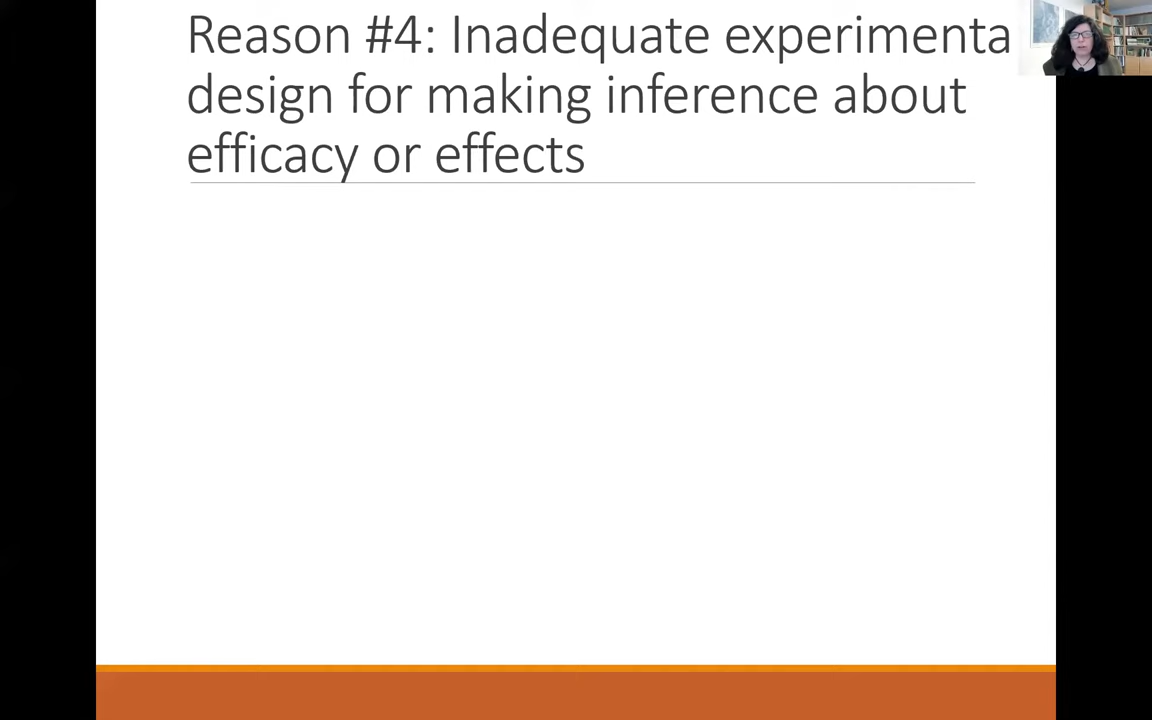 Reason #4: Inadequate experimenta
design for making inference about
efficacy or effects